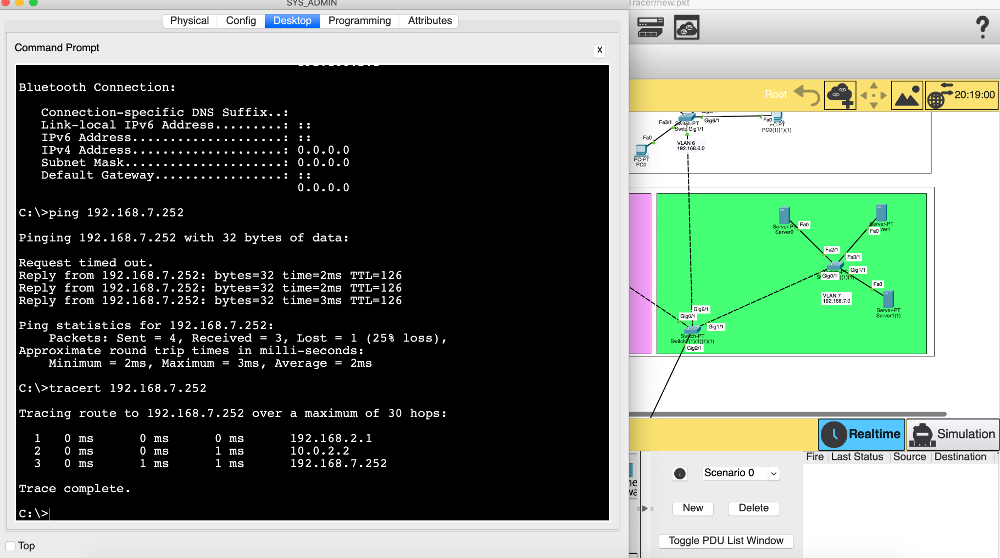 SYS_ADMIN
Tracer/new.pkt
Physical
Config
Desktop
Programming
Attributes
Command Prompt
X
Bluetooth Connection:
Connection-specific DNS Suffix..:
Link-local IPv6 Address.........: ::
IPv6 Address....................: ::
IPv4 Address....................: 0.0.0.0
Subnet Mask.....................: 0.0.0.0
Default Gateway.................: ::
0.0.0.0
C:\>ping 192.168.7.252
Pinging 192.168.7.252 with 32 bytes of data:
Request timed out.
Reply from 192.168.7.252: bytes=32 time=2ms TTL=126
Reply from 192.168.7.252: bytes=32 time=2ms TTL=126
Reply from 192.168.7.252: bytes=32 time=3ms TTL=126
Ping statistics for 192.168.7.252:
Packets: Sent = 4, Received = 3, Lost = 1 (25% loss),
Approximate round trip times in milli-seconds:
Minimum = 2ms, Maximum = 3ms, Average = 2ms
C:\>tracert 192.168.7.252
Tracing route to 192.168.7.252 over a maximum of 30 hops:
1 0 ms 0 ms 0 ms 192.168.2.1
2 0 ms 0 ms 1 ms 10.0.2.2
3 0 ms 1 ms 1 ms 192.168.7.252
Trace complete.
C:\>
Top
?
Root
20:19:00
Fa3/1
Switch-PT
Gig1/1
Gig6/1
Fa0
PC-PT
PC0(1)(1)(1)
Fa0
PC-PT
PC0
VLAN 6
192.168.6.0
Server-PT
Server0
Fa0
Server-PT
Fa0
Fa2/1
Fa3/1
Gig1/1
Gig0/1
Fa0
VLAN 7
192.168.7.0
Server-PT
Server1(1)
Gig6/1
Gig0/1
Gig1/1
Switch-PT
Gig2/1
Realtime
Simulation
Fire
Last Status
Source
Destination
Scenario 0
New
Delete
Toggle PDU List Window